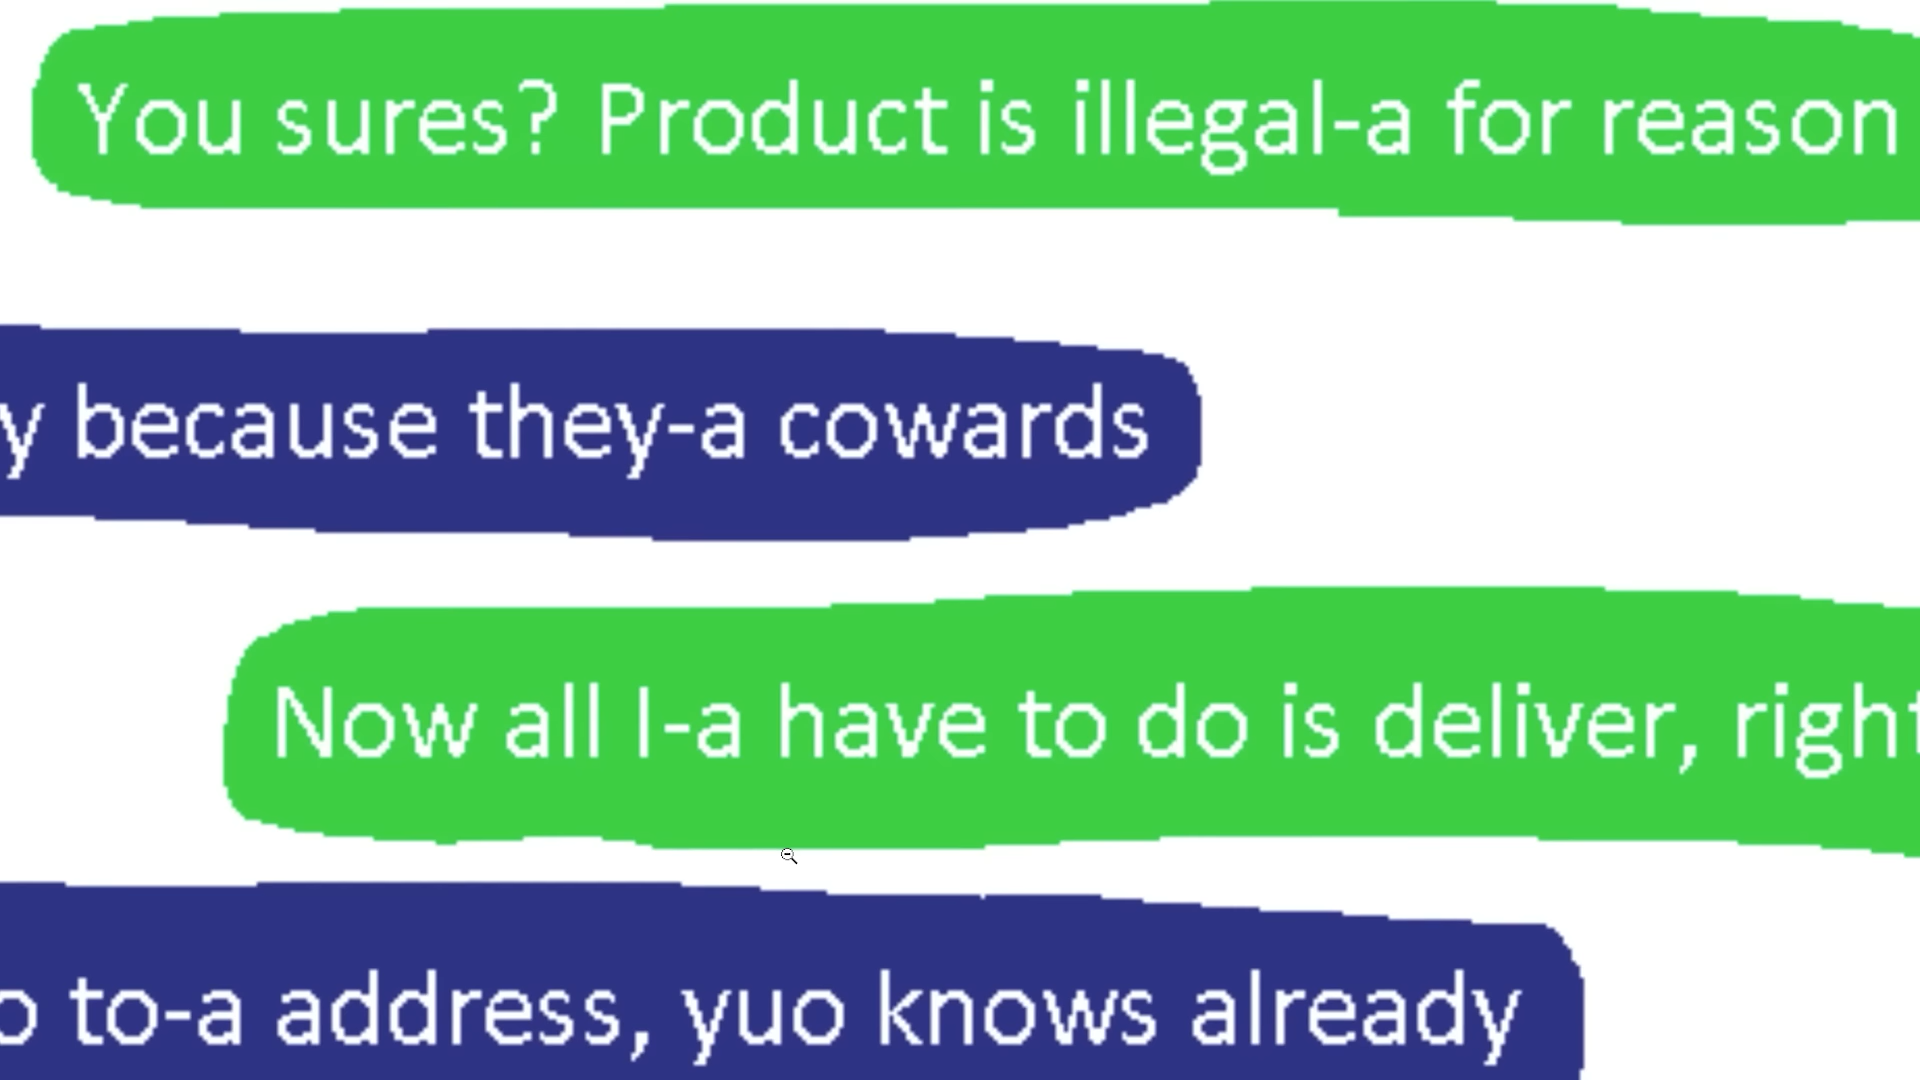 You sures? Product is illegal-a for reason
y because they-a cowards
Now all I-a have to do is deliver, right
o to-a address, yuo knows already